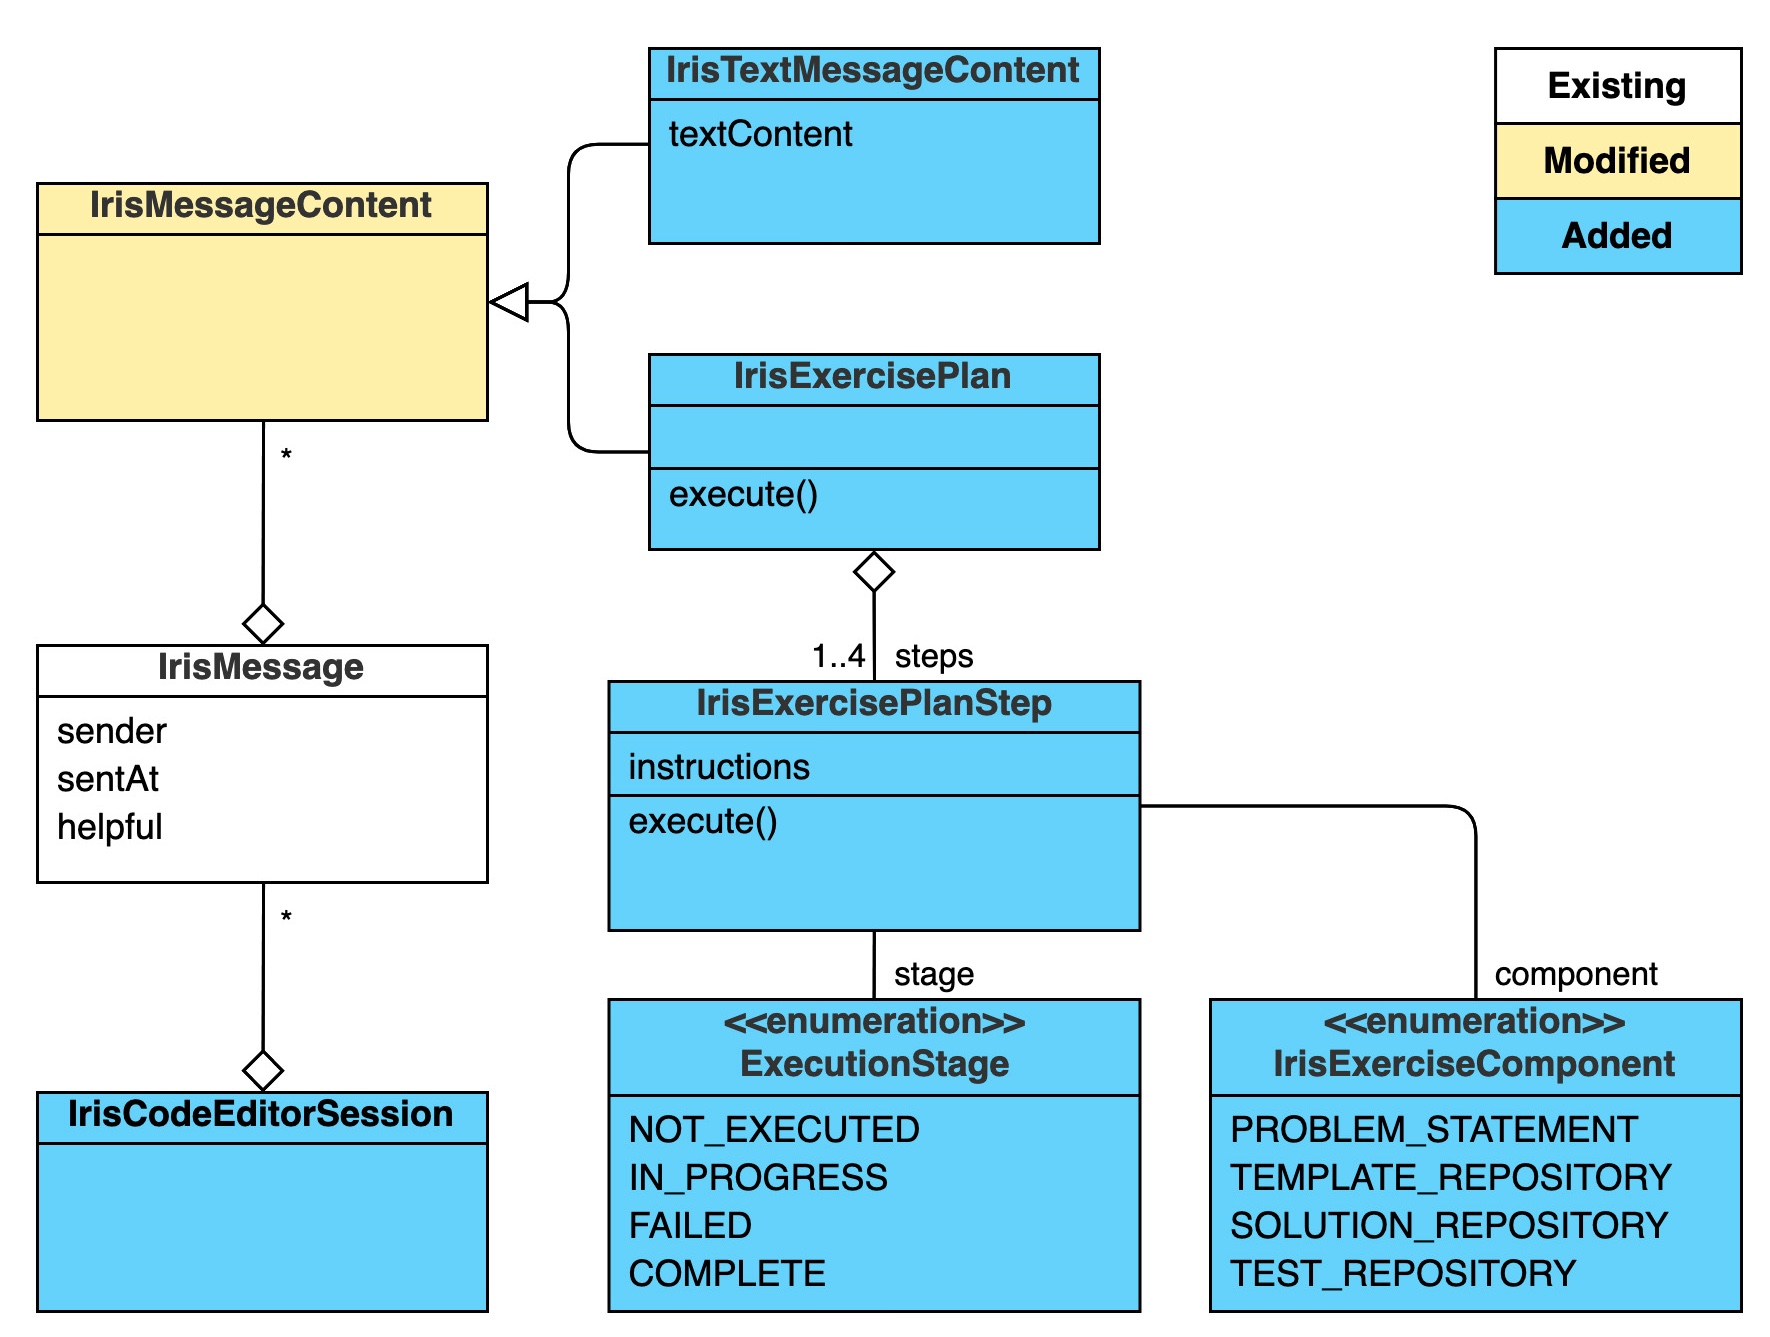 IrisTextMessageContent
textContent
Existing
Modified
Added
IrisMessageContent
*
IrisExercisePlan
execute()
1..4 steps
IrisMessage
sender
sentAt
helpful
*
IrisExercisePlanStep
instructions
execute()
stage
component
IrisCodeEditorSession
<<enumeration>>
ExecutionStage
NOT_EXECUTED
IN_PROGRESS
FAILED
COMPLETE
<<enumeration>>
IrisExerciseComponent
PROBLEM_STATEMENT
TEMPLATE_REPOSITORY
SOLUTION_REPOSITORY
TEST_REPOSITORY